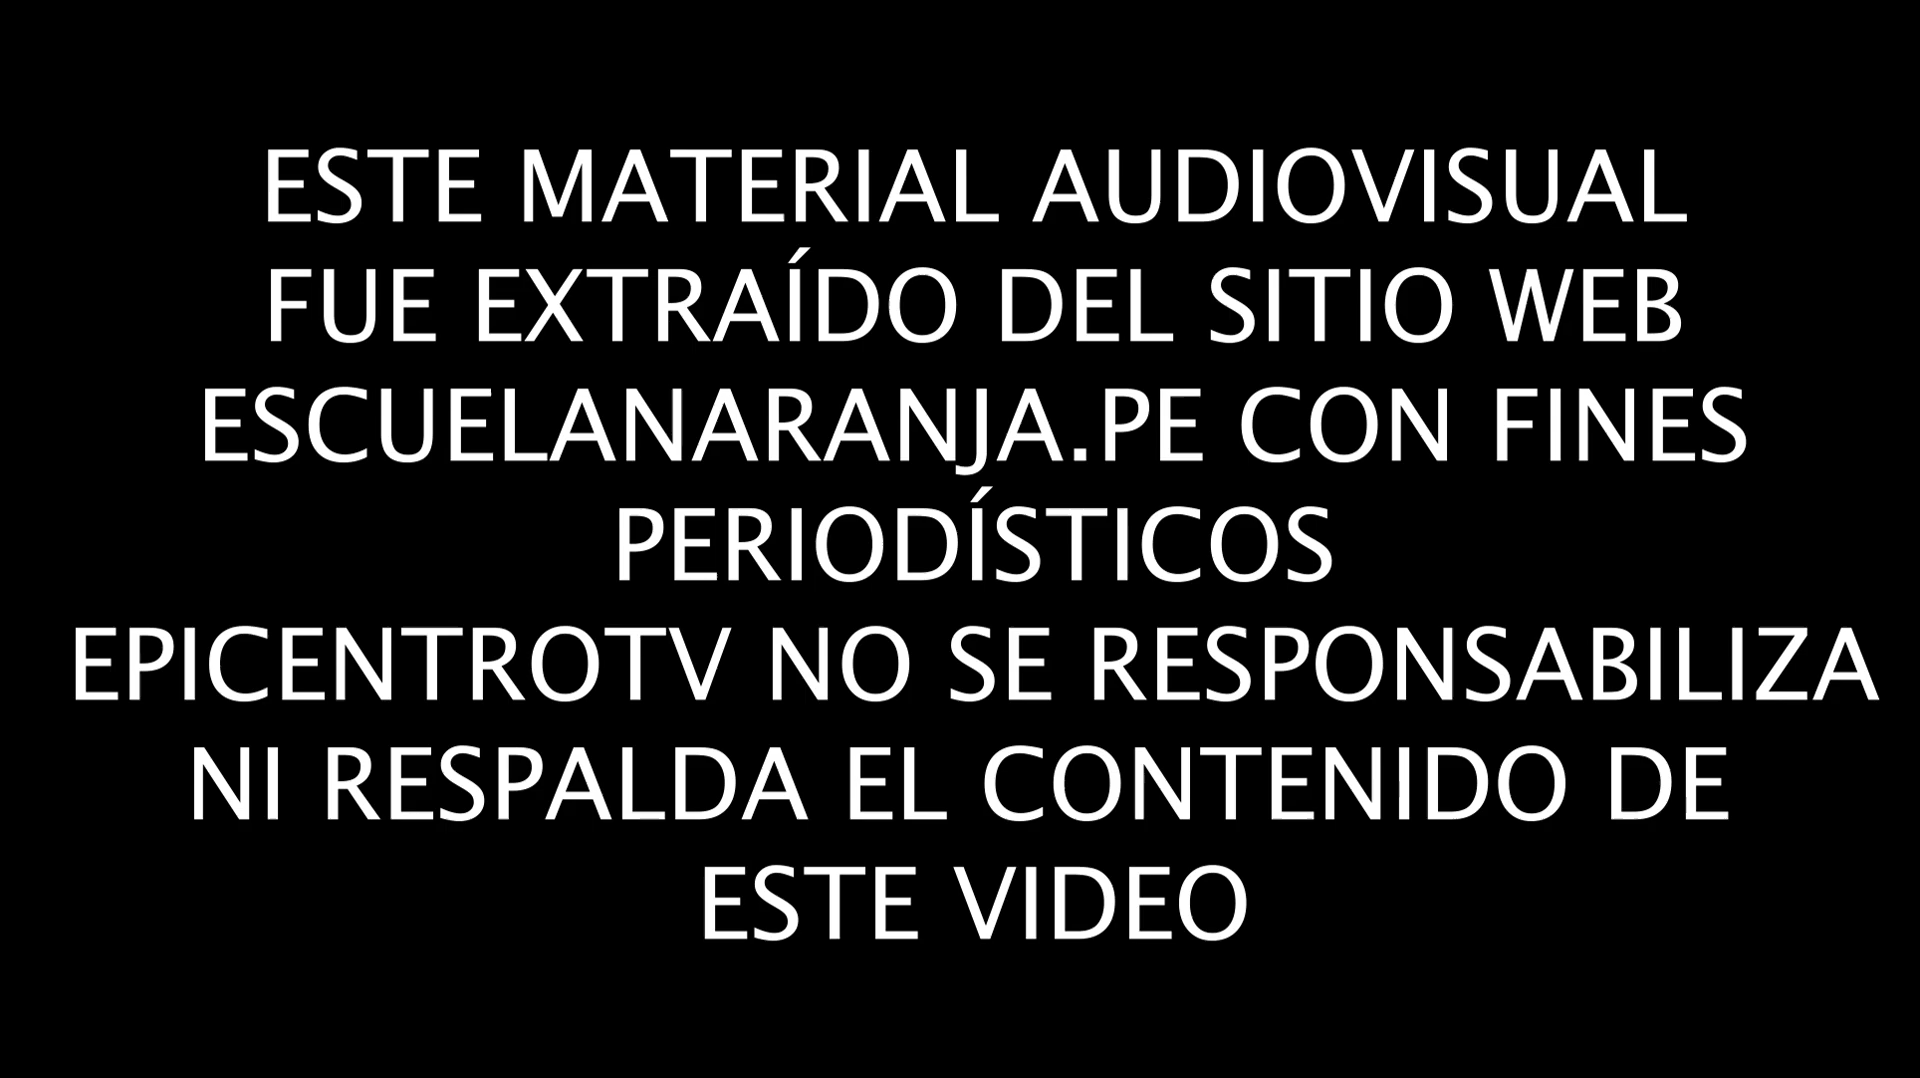 ESTE MATERIAL AUDIOVISUAL
FUE EXTRAÍDO DEL SITIO WEB
ESCUELANARANJA.PE CON FINES
PERIODÍSTICOS
EPICENTROTV NO SE RESPONSABILIZA
NI RESPALDA EL CONTENIDO DE
ESTE VIDEO